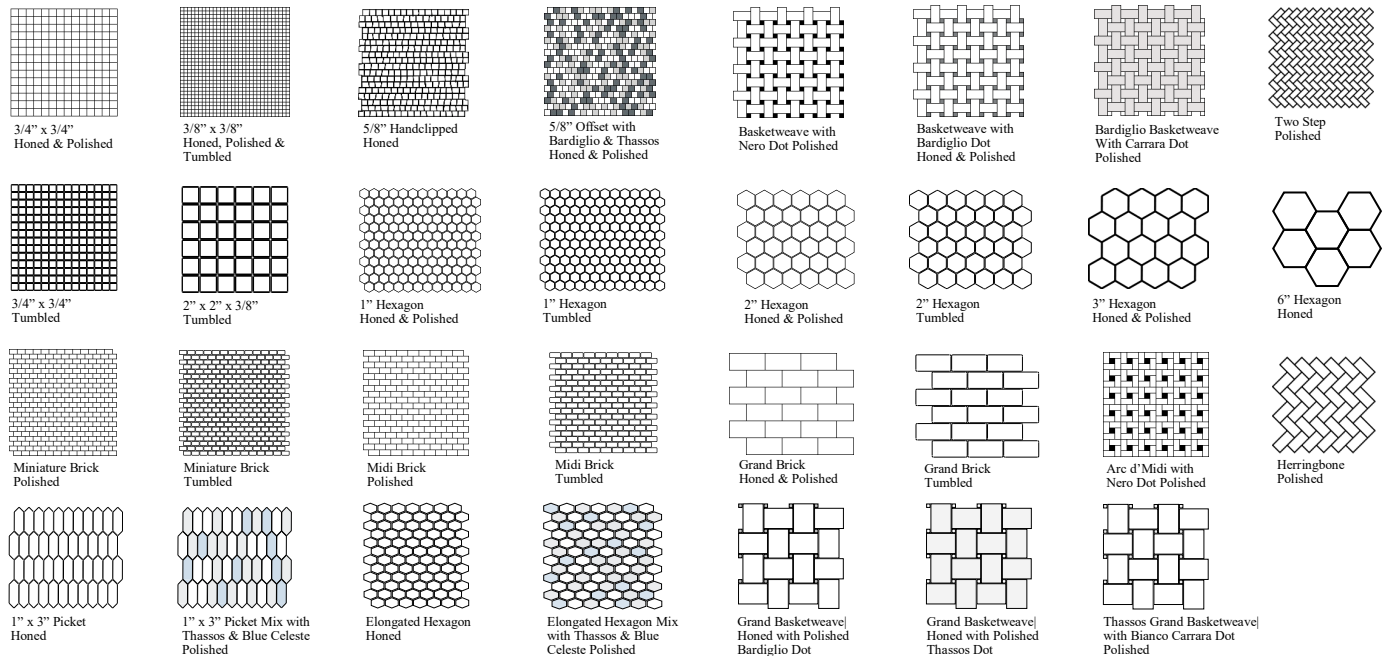 3/4” x 3/4”
Honed & Polished
3/8” x 3/8”
Honed, Polished &
Tumbled
5/8” Handclipped
Honed
5/8” Offset with
Bardiglio & Thassos
Honed & Polished
Basketweave with
Nero Dot Polished
Basketweave with
Bardiglio Dot
Honed & Polished
Bardiglio Basketweave
With Carrara Dot
Polished
Two Step
Polished
3/4” x 3/4”
Tumbled
2” x 2” x 3/8”
Tumbled
1” Hexagon
Honed & Polished
1” Hexagon
Tumbled
2” Hexagon
Honed & Polished
2” Hexagon
Tumbled
3” Hexagon
Honed & Polished
6” Hexagon
Honed
Miniature Brick
Polished
Miniature Brick
Tumbled
Midi Brick
Polished
Midi Brick
Tumbled
Grand Brick
Honed & Polished
Grand Brick
Tumbled
Arc d’Midi with
Nero Dot Polished
Herringbone
Polished
1” x 3” Picket
Honed
1” x 3” Picket Mix with
Thassos & Blue Celeste
Polished
Elongated Hexagon
Honed
Elongated Hexagon Mix
with Thassos & Blue
Celeste Polished
Grand Basketweave|
Honed with Polished
Bardiglio Dot
Grand Basketweave|
Honed with Polished
Thassos Dot
Thassos Grand Basketweave|
with Bianco Carrara Dot
Polished